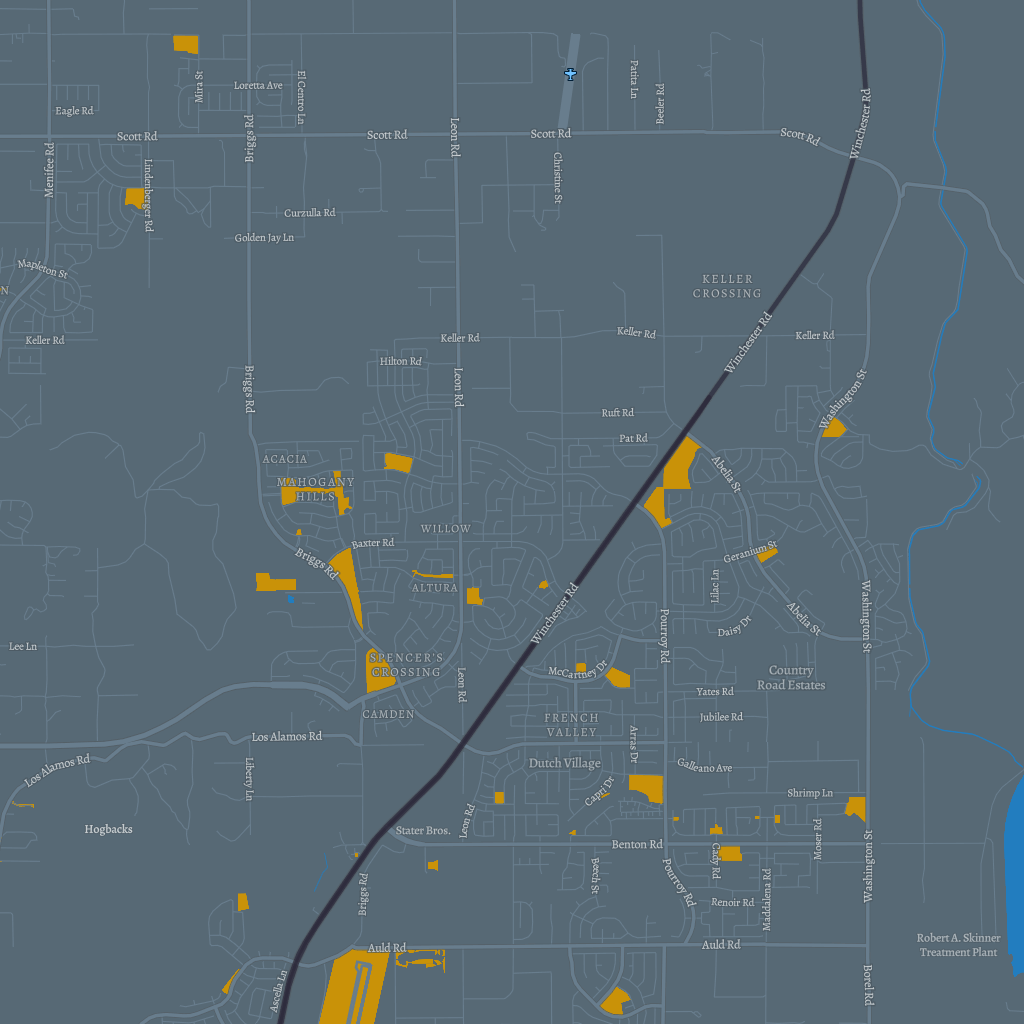 Mira St
Loretta Ave
El Centro Ln
Eagle Rd
Patita Ln
Beeler Rd
Winchester Rd
Scott Rd
Briggs Rd
Scott Rd
Leon Rd
Scott Rd
Scott Rd
Menifee Rd
Lindenberger Rd
Christine St
Curzulla Rd
Golden Jay Ln
Mapleton St
KELLER
CROSSING
N
Keller Rd
Keller Rd
Keller Rd
Winchester Rd
Keller Rd
Hilton Rd
Briggs Rd
Leon Rd
Washington St
Ruft Rd
Pat Rd
ACACIA
Abelia St
MAHOGANY
HILLS
WILLOW
Baxter Rd
Briggs Rd
Geranium St
ALTURA
Lilac Ln
Winchester Rd
Abelia St
Washington St
Pourroy Rd
Daisy Dr
Lee Ln
SPENCER'S
CROSSING
McCartney Dr
Country
Road Estates
Leon Rd
Yates Rd
CAMDEN
FRENCH
VALLEY
Jubilee Rd
Los Alamos Rd
Arras Dr
Los Alamos Rd
Liberty Ln
Dutch Village
Galleano Ave
Capri Dr
Shrimp Ln
Hogbacks
Leon Rd
Stater Bros.
Benton Rd
Moser Rd
Cady Rd
Washington St
Briggs Rd
Beech St
Pourroy Rd
Maddalena Rd
Renoir Rd
Auld Rd
Auld Rd
Robert A. Skinner
Treatment Plant
Ascella Ln
Borel Rd